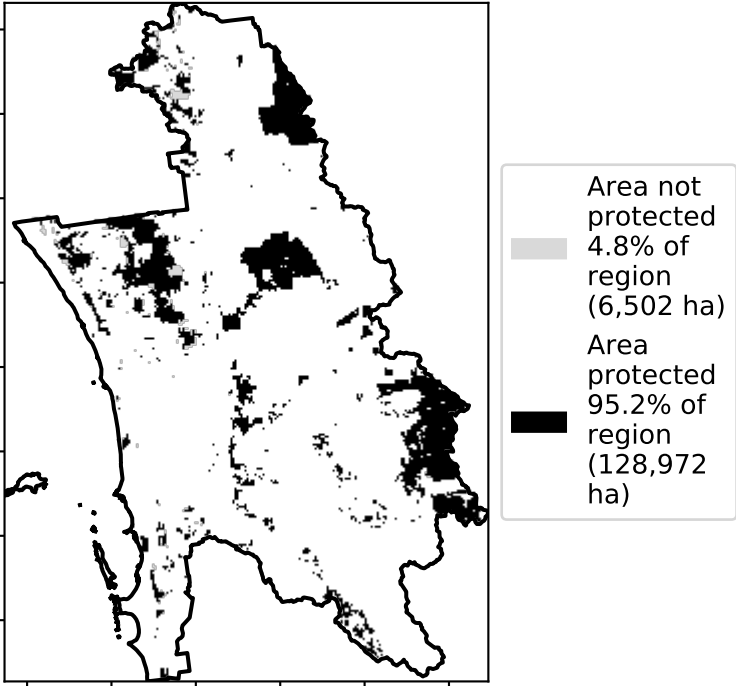 Area not
protected
4.8% of
region
(6,502 ha)
Area
protected
95.2% of
region
(128,972
ha)